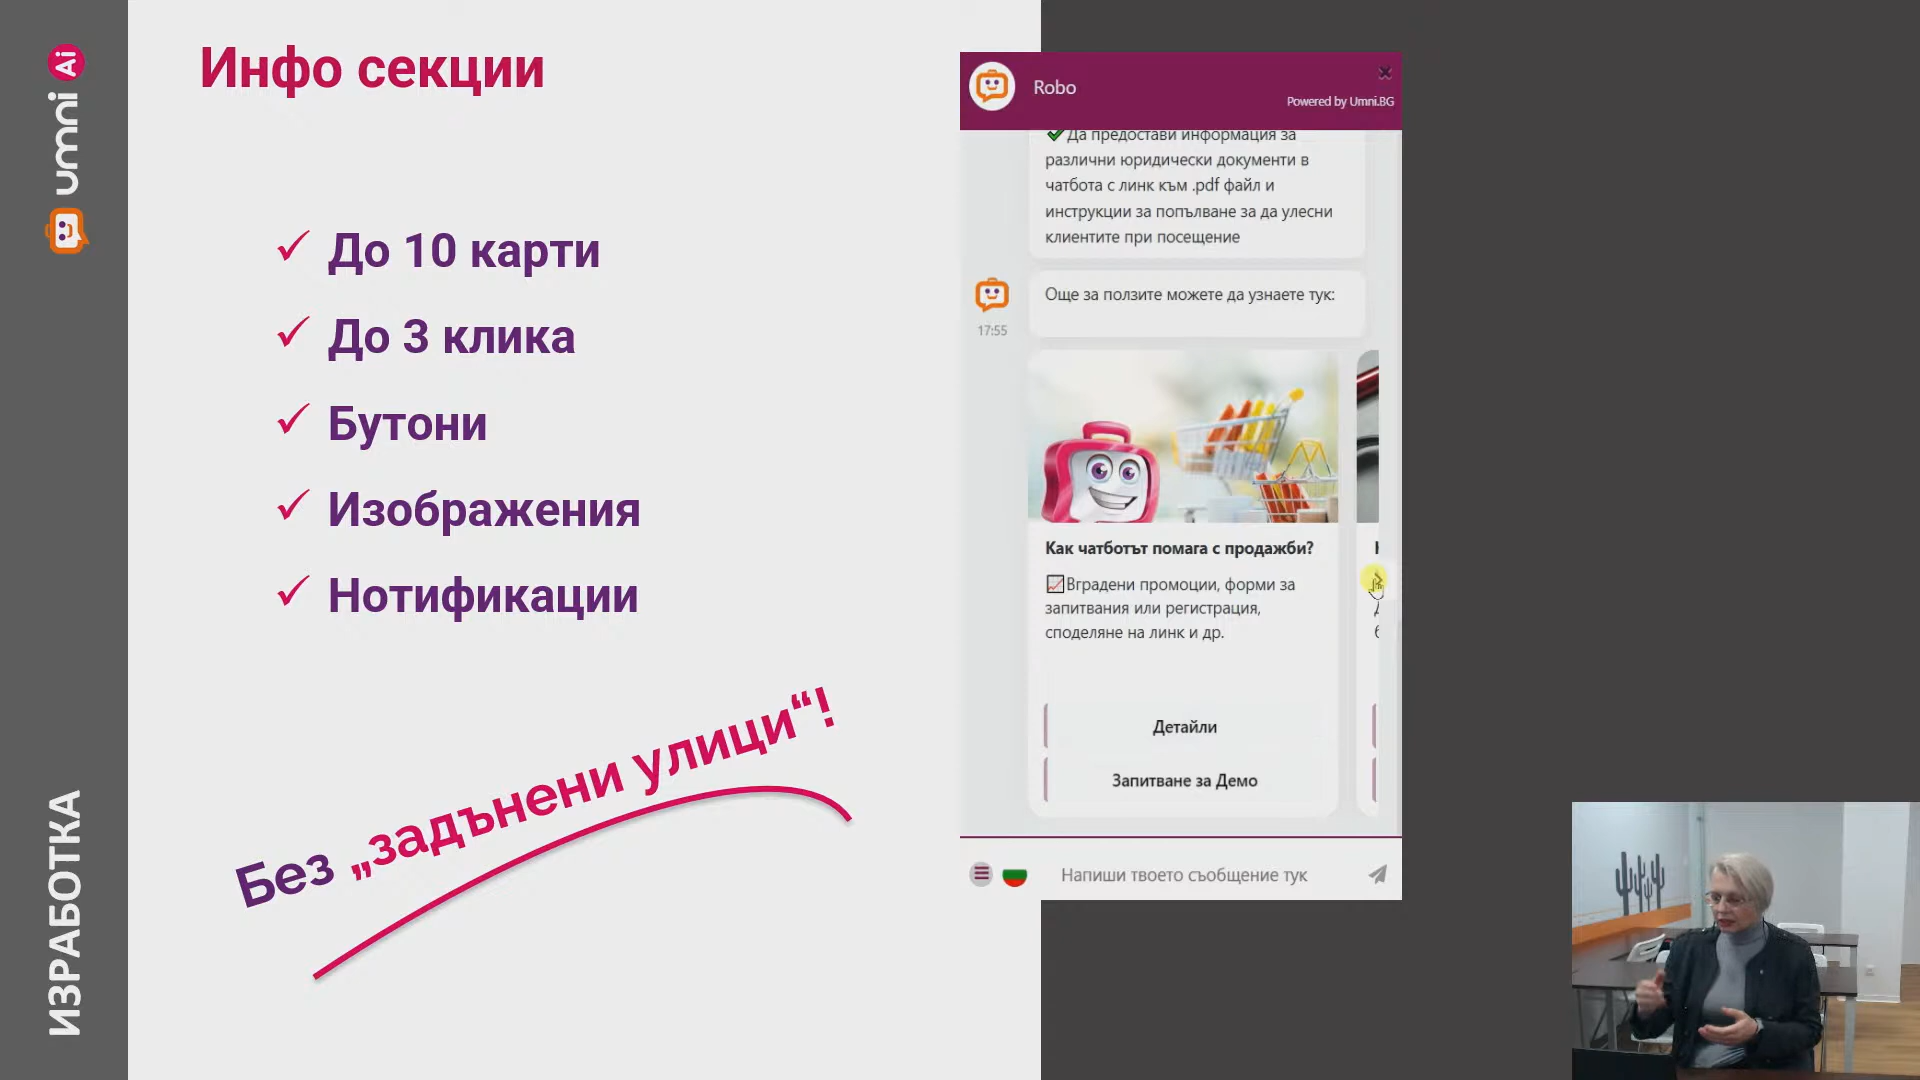 Ai
umni
ИЗРАБОТКА
Инфо секции
До 10 карти
До 3 клика
Бутони
Изображения
Нотификации
Без „задънени улици“!
Robo
Powered by Umni.BG
Да предостави информация за
различни юридически документи в
чатбота с линк към .pdf файл и
инструкции за попълване за да улесни
клиентите при посещение
Още за ползите можете да узнаете тук:
17:55
Как чатботът помага с продажби?
Вградени промоции, форми за
запитвания или регистрация,
споделяне на линк и др.
Детайли
Запитване за Демо
Напиши твоето съобщение тук